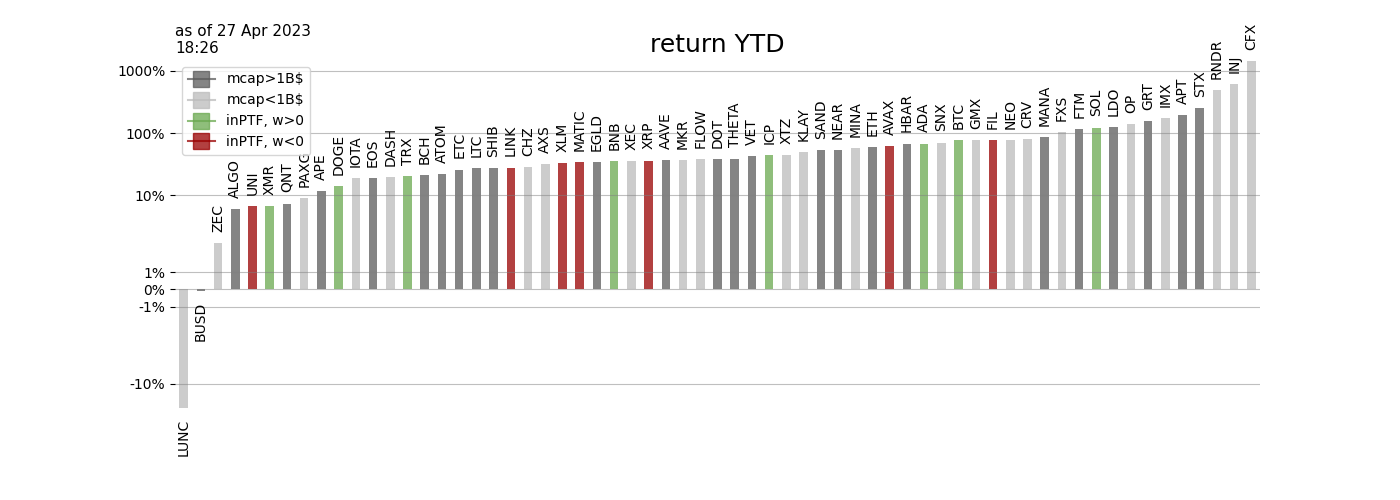 as of 27 Apr 2023
18:26
return YTD
1000%
100%
10%
1%
0%
-1%
-10%
mcap>1B$
mcap<1B$
inPTF, w>0
inPTF, w<0
LUNC
BUSD
ZEC
ALGO
UNI
XMR
QNT
PAXG
APE
DOGE
IOTA
EOS
DASH
TRX
BCH
ATOM
ETC
LTC
SHIB
LINK
CHZ
AXS
XLM
MATIC
EGLD
BNB
XEC
XRP
AAVE
MKR
FLOW
DOT
THETA
VET
ICP
XTZ
KLAY
SAND
NEAR
MINA
ETH
AVAX
HBAR
ADA
SNX
BTC
GMX
FIL
NEO
CRV
MANA
FXS
FTM
SOL
LDO
OP
GRT
IMX
APT
STX
RNDR
INJ
CFX